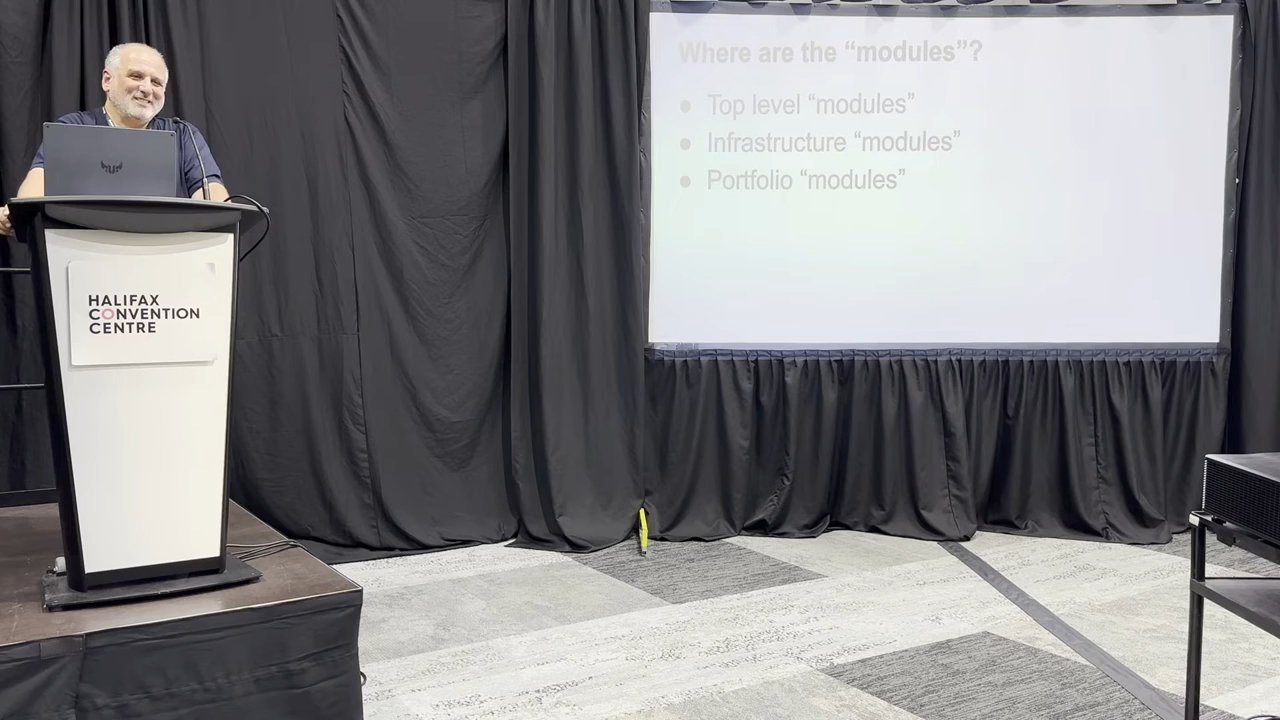 Where are the “modules”?
● Top level “modules”
● Infrastructure “modules”
● Portfolio “modules”
HALIFAX
CONVENTION
CENTRE